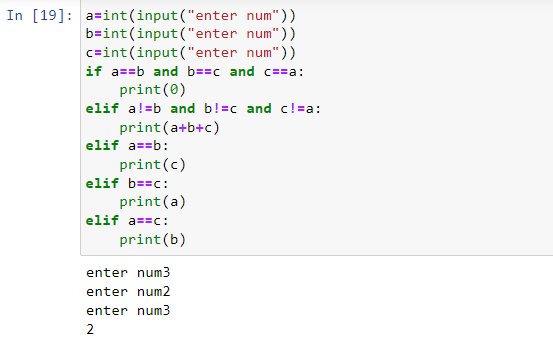 In [19]: a=int(input("enter num"))
b=int(input("enter num"))
c=int(input("enter num"))
if a==b and b==c and c==a:
    print(0)
elif a!=b and b!=c and c!=a:
    print(a+b+c)
elif a==b:
    print(c)
elif b==c:
    print(a)
elif a==c:
    print(b)
enter num3
enter num2
enter num3
2